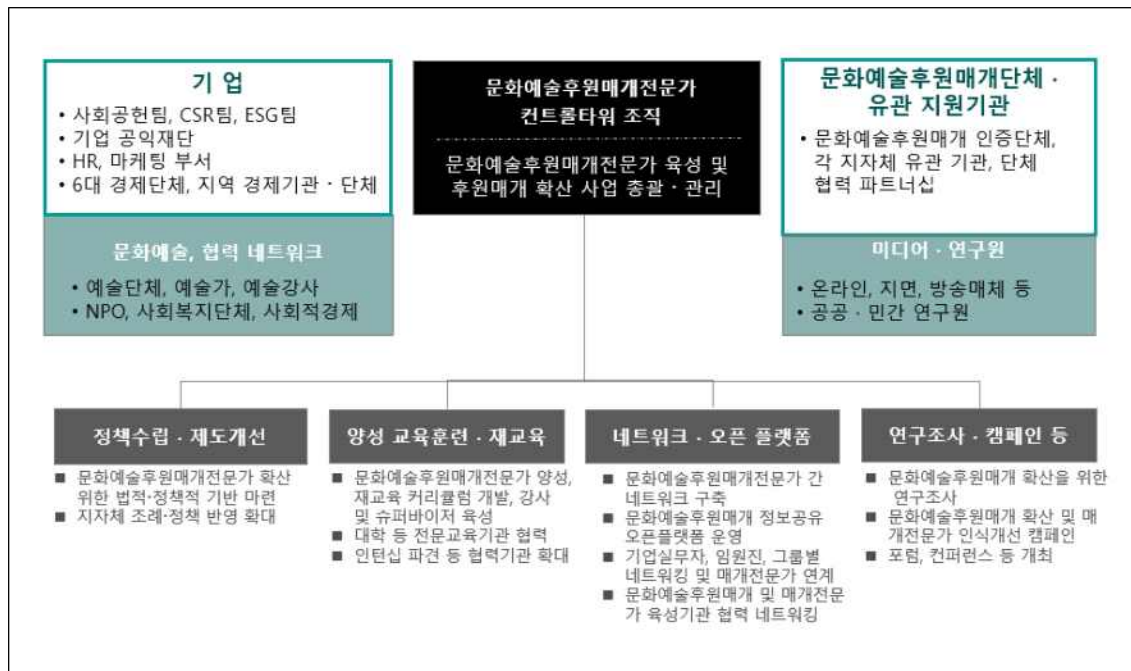 기 업
• 사회공헌팀, CSR팀, ESG팀
• 기업 공익재단
• HR, 마케팅 부서
• 6대 경제단체, 지역 경제기관 · 단체
문화예술, 협력 네트워크
• 예술단체, 예술가, 예술강사
• NPO, 사회복지단체, 사회적경제
문화예술후원매개전문가
컨트롤타워 조직
문화예술후원매개전문가 육성 및
후원매개 확산 사업 총괄 · 관리
문화예술후원매개단체 ·
유관 지원기관
• 문화예술후원매개 인증단체,
각 지자체 유관 기관, 단체
협력 파트너십
미디어 · 연구원
• 온라인, 지면, 방송매체 등
• 공공 · 민간 연구원
정책수립 · 제도개선
■ 문화예술후원매개전문가 확산
위한 법적·정책적 기반 마련
■ 지자체 조례·정책 반영 확대
양성 교육훈련 · 재교육
■ 문화예술후원매개전문가 양성,
재교육 커리큘럼 개발, 강사
및 슈퍼바이저 육성
■ 대학 등 전문교육기관 협력
■ 인턴십 파견 등 협력기관 확대
네트워크 · 오픈 플랫폼
■ 문화예술후원매개전문가 간
네트워크 구축
■ 문화예술후원매개 정보공유
오픈플랫폼 운영
■ 기업실무자, 임원진, 그룹별
네트워킹 및 매개전문가 연계
■ 문화예술후원매개 및 매개전문
가 육성기관 협력 네트워킹
연구조사 · 캠페인 등
■ 문화예술후원매개 확산을 위한
연구조사
■ 문화예술후원매개 확산 및 매
개전문가 인식개선 캠페인
■ 포럼, 컨퍼런스 등 개최